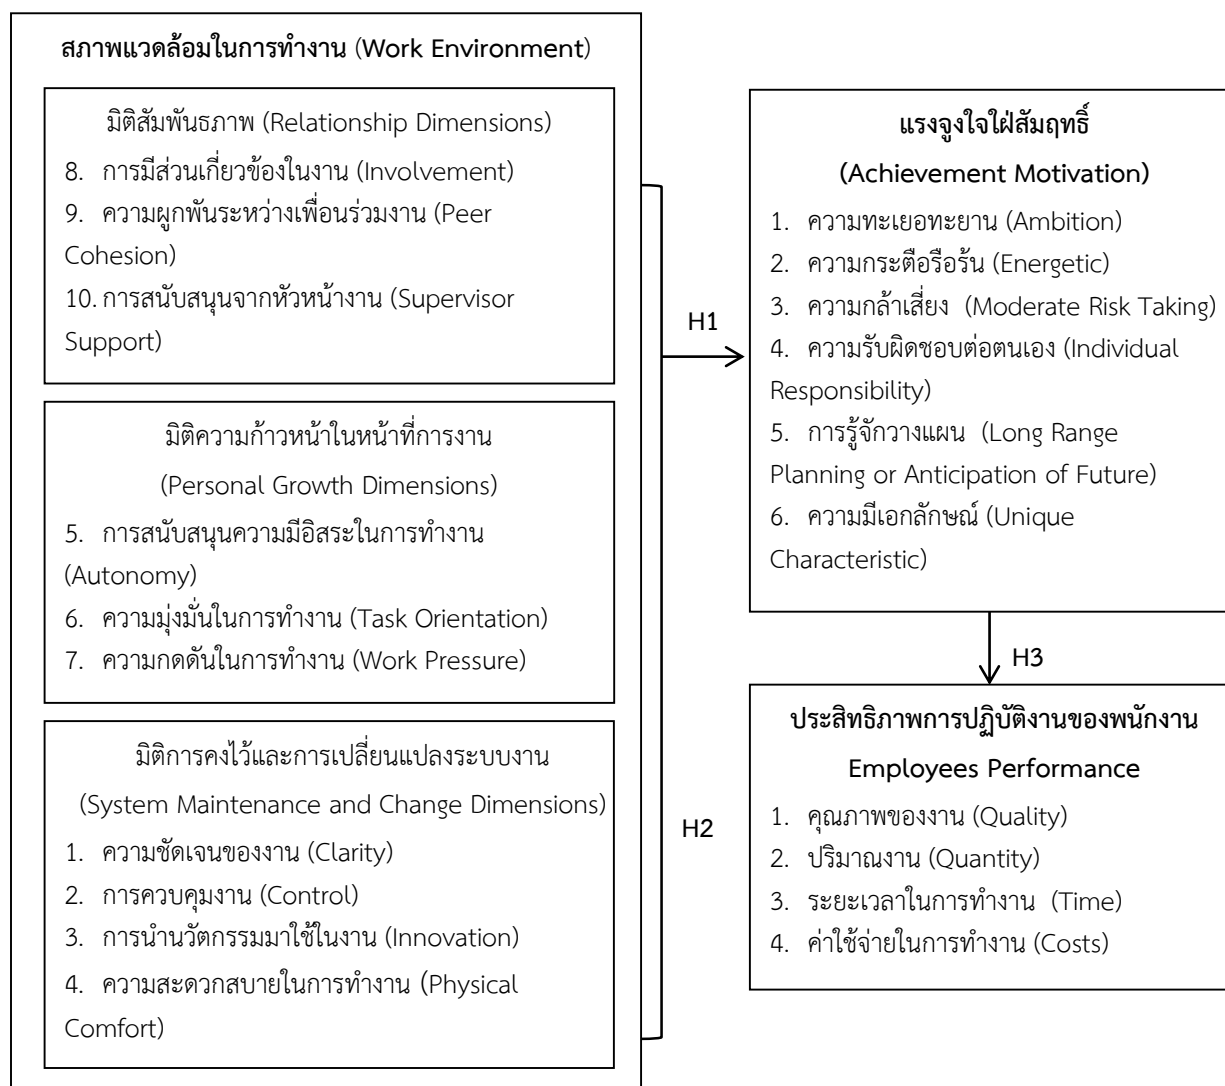 สภาพแวดล้อมในการทำงาน (Work Environment)
มิติสัมพันธภาพ (Relationship Dimensions)
8. การมีส่วนเกี่ยวข้องในงาน (Involvement)
9. ความผูกพันระหว่างเพื่อนร่วมงาน (Peer
Cohesion)
10. การสนับสนุนจากหัวหน้างาน (Supervisor
Support)
มิติความก้าวหน้าในหน้าที่การงาน
(Personal Growth Dimensions)
5. การสนับสนุนความมีอิสระในการทำงาน
(Autonomy)
6. ความมุ่งมั่นในการทำงาน (Task Orientation)
7. ความกดดันในการทำงาน (Work Pressure)
มิติการคงไว้และการเปลี่ยนแปลงระบบงาน
(System Maintenance and Change Dimensions)
1. ความชัดเจนของงาน (Clarity)
2. การควบคุมงาน (Control)
3. การนำนวัตกรรมมาใช้ในงาน (Innovation)
4. ความสะดวกสบายในการทำงาน (Physical
Comfort)
H1
H2
แรงจูงใจใฝ่สัมฤทธิ์
(Achievement Motivation)
1. ความทะเยอทะยาน (Ambition)
2. ความกระตือรือร้น (Energetic)
3. ความกล้าเสี่ยง (Moderate Risk Taking)
4. ความรับผิดชอบต่อตนเอง (Individual
Responsibility)
5. การรู้จักวางแผน (Long Range
Planning or Anticipation of Future)
6. ความมีเอกลักษณ์ (Unique
Characteristic)
H3
ประสิทธิภาพการปฏิบัติงานของพนักงาน
Employees Performance
1. คุณภาพของงาน (Quality)
2. ปริมาณงาน (Quantity)
3. ระยะเวลาในการทำงาน (Time)
4. ค่าใช้จ่ายในการทำงาน (Costs)